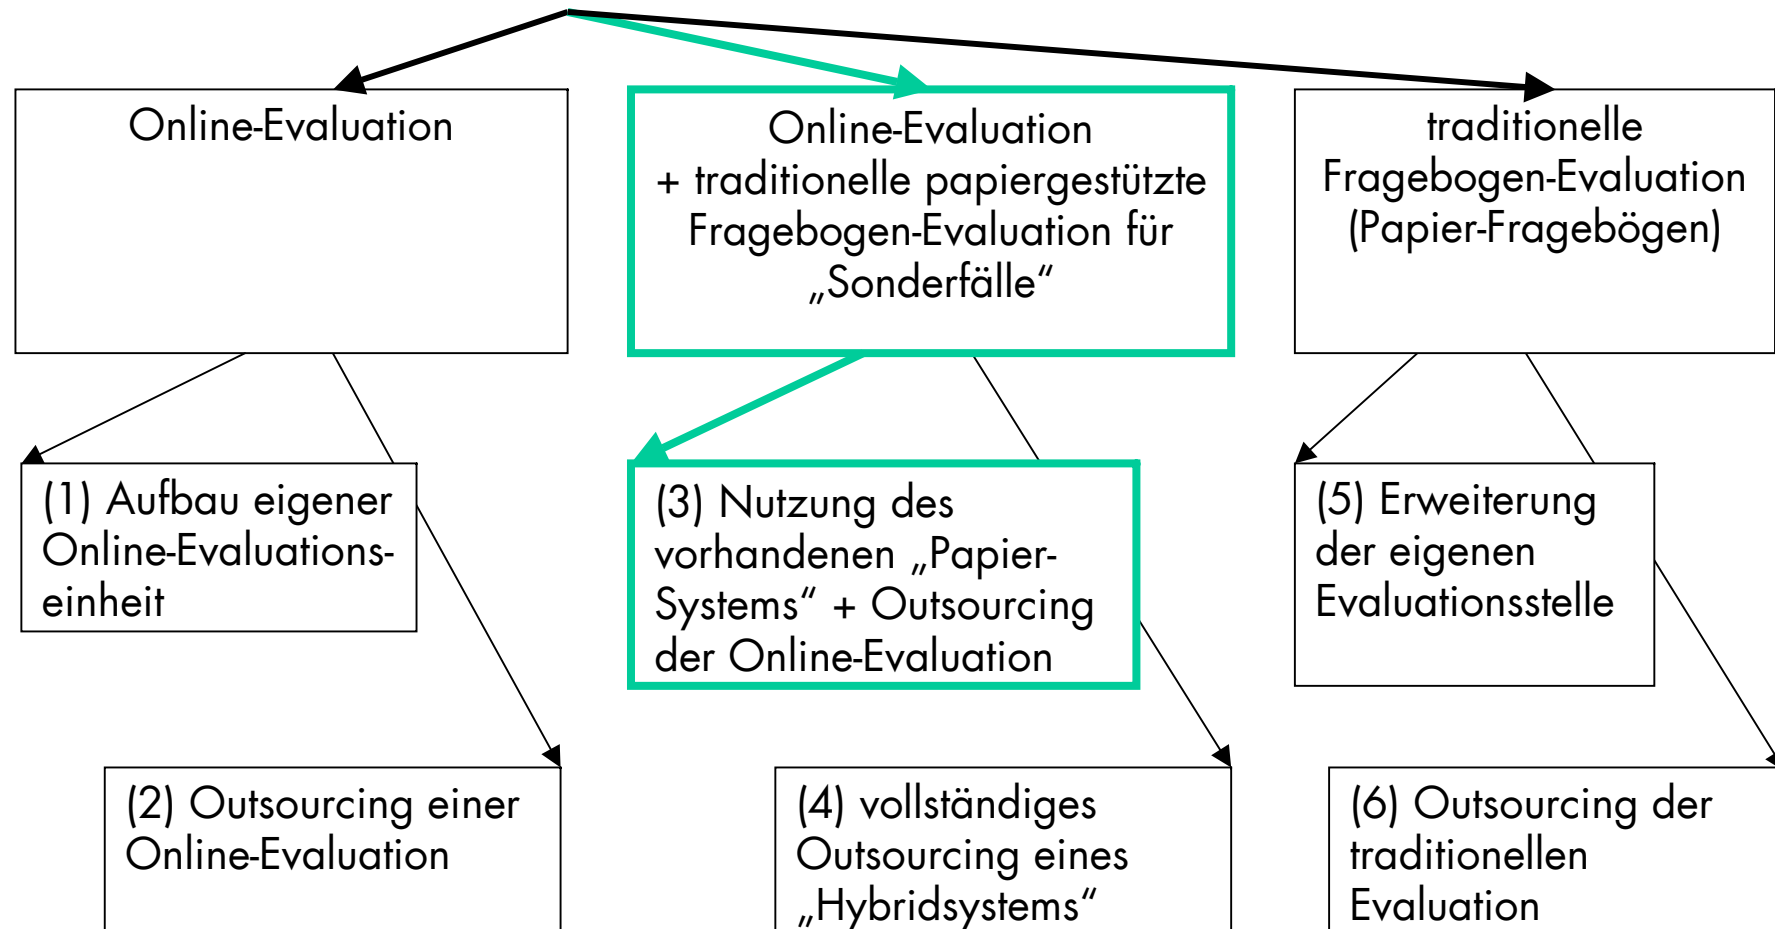 Online-Evaluation
Online-Evaluation
+ traditionelle papiergestützte
Fragebogen-Evaluation für
„Sonderfälle“
traditionelle
Fragebogen-Evaluation
(Papier-Fragebögen)
(1) Aufbau eigener
Online-Evaluations-
einheit
(3) Nutzung des
vorhandenen „Papier-
Systems“ + Outsourcing
der Online-Evaluation
(5) Erweiterung
der eigenen
Evaluationsstelle
(2) Outsourcing einer
Online-Evaluation
(4) vollständiges
Outsourcing eines
„Hybridsystems“
(6) Outsourcing der
traditionellen
Evaluation